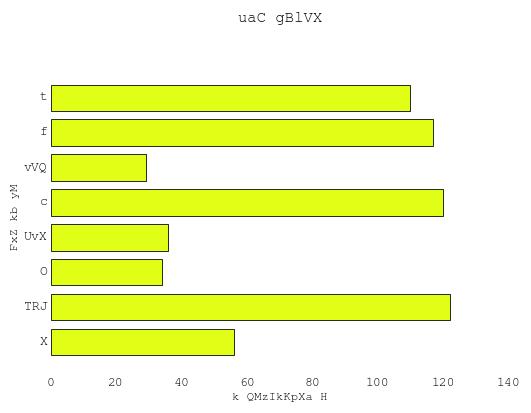 uaC gBlVX
t
f
vVQ
c
UvX
O
TRJ
X
FxZ kb yM
0 20 40 60 80 100 120 140
k QMzIkKpXa H